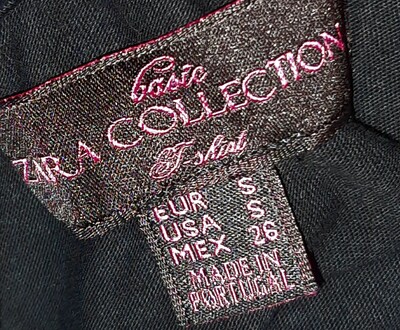 basic
ZARA COLLECTION
T-shirt
EUR S
USA S
MEX 26
MADE IN
PORTUGAL